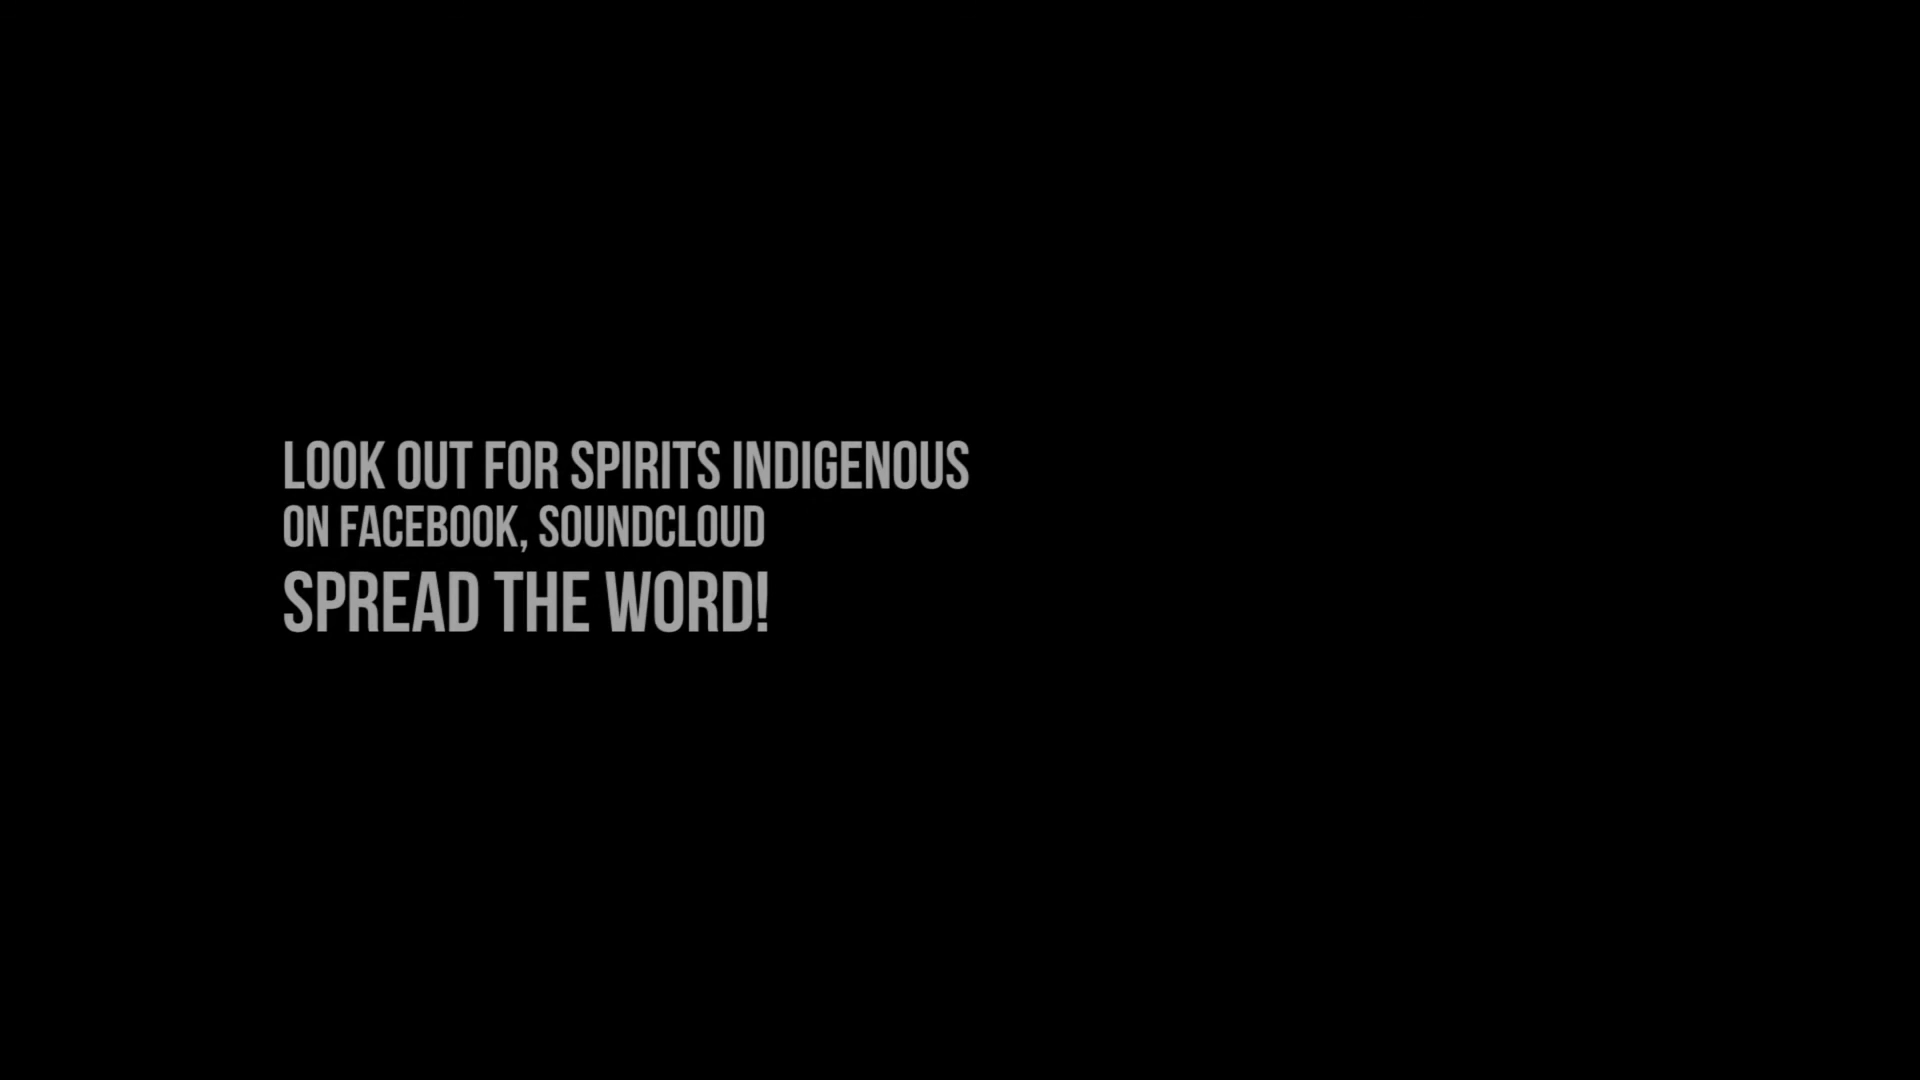 LOOK OUT FOR SPIRITS INDIGENOUS
ON FACEBOOK, SOUNDCLOUD
SPREAD THE WORD!